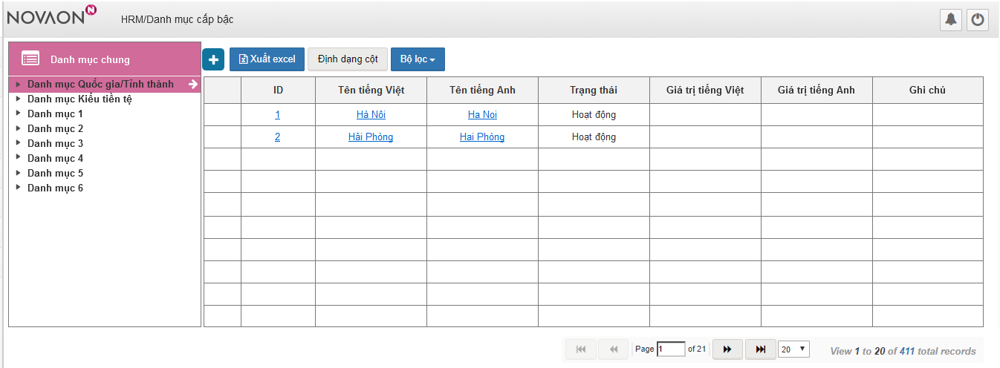 NOVAON
HRM/Danh mục cấp bậc
Danh mục chung
Danh mục Quốc gia/Tỉnh thành
Danh mục Kiểu tiền tệ
Danh mục 1
Danh mục 2
Danh mục 3
Danh mục 4
Danh mục 5
Danh mục 6
Xuất excel Định dạng cột Bộ lọc
ID Tên tiếng Việt Tên tiếng Anh Trạng thái Giá trị tiếng Việt Giá trị tiếng Anh Ghi chú
1 Hà Nôi Ha Noi Hoạt động
2 Hải Phòng Hai Phòng Hoạt động
Page 1 of 21 20 View 1 to 20 of 411 total records